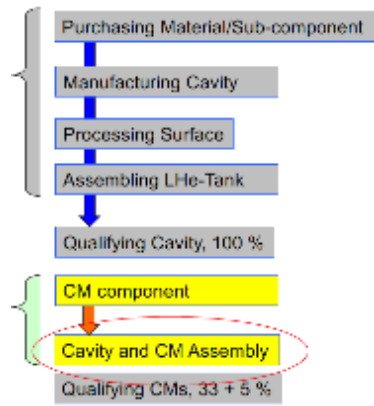 Purchasing Material/Sub-component
Manufacturing Cavity
Processing Surface
Assembling LHe-Tank
Qualifying Cavity, 100 %
CM component
Cavity and CM Assembly
Qualifying CMs, 33 + 5 %